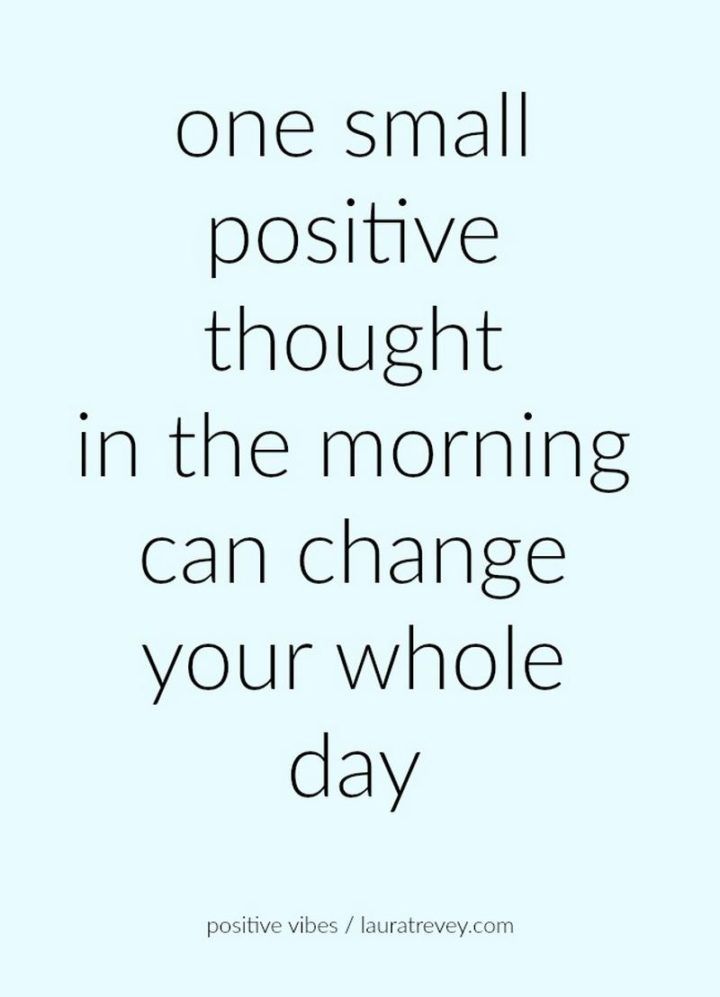 one small
positive
thought
in the morning
can change
your whole
day
positive vibes / lauratrevey.com